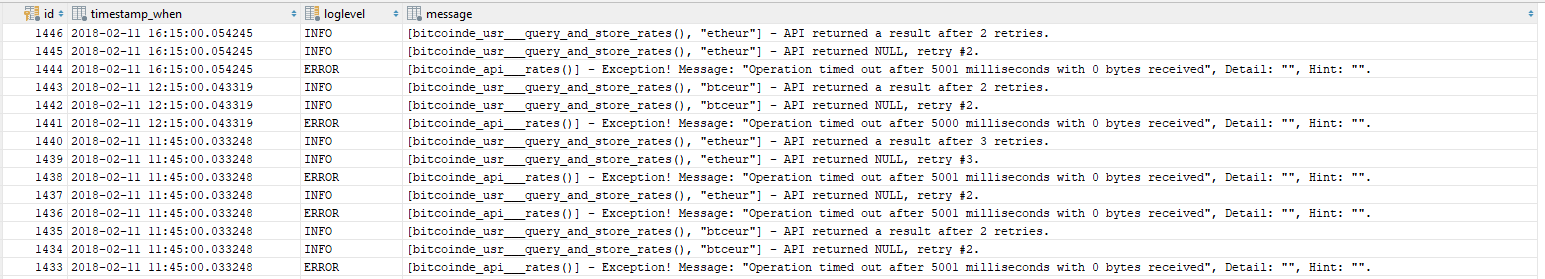 id timestamp_when loglevel message
1446 2018-02-11 16:15:00.054245 INFO [bitcoinde_usr___query_and_store_rates(), "etheur"] - API returned a result after 2 retries.
1445 2018-02-11 16:15:00.054245 INFO [bitcoinde_usr___query_and_store_rates(), "etheur"] - API returned NULL, retry #2.
1444 2018-02-11 16:15:00.054245 ERROR [bitcoinde_api___rates()] - Exception! Message: "Operation timed out after 5001 milliseconds with 0 bytes received", Detail: "", Hint: "".
1443 2018-02-11 12:15:00.043319 INFO [bitcoinde_usr___query_and_store_rates(), "btceur"] - API returned a result after 2 retries.
1442 2018-02-11 12:15:00.043319 INFO [bitcoinde_usr___query_and_store_rates(), "btceur"] - API returned NULL, retry #2.
1441 2018-02-11 12:15:00.043319 ERROR [bitcoinde_api___rates()] - Exception! Message: "Operation timed out after 5000 milliseconds with 0 bytes received", Detail: "", Hint: "".
1440 2018-02-11 11:45:00.033248 INFO [bitcoinde_usr___query_and_store_rates(), "etheur"] - API returned a result after 3 retries.
1439 2018-02-11 11:45:00.033248 INFO [bitcoinde_usr___query_and_store_rates(), "etheur"] - API returned NULL, retry #3.
1438 2018-02-11 11:45:00.033248 ERROR [bitcoinde_api___rates()] - Exception! Message: "Operation timed out after 5001 milliseconds with 0 bytes received", Detail: "", Hint: "".
1437 2018-02-11 11:45:00.033248 INFO [bitcoinde_usr___query_and_store_rates(), "etheur"] - API returned NULL, retry #2.
1436 2018-02-11 11:45:00.033248 ERROR [bitcoinde_api___rates()] - Exception! Message: "Operation timed out after 5001 milliseconds with 0 bytes received", Detail: "", Hint: "".
1435 2018-02-11 11:45:00.033248 INFO [bitcoinde_usr___query_and_store_rates(), "btceur"] - API returned a result after 2 retries.
1434 2018-02-11 11:45:00.033248 INFO [bitcoinde_usr___query_and_store_rates(), "btceur"] - API returned NULL, retry #2.
1433 2018-02-11 11:45:00.033248 ERROR [bitcoinde_api___rates()] - Exception! Message: "Operation timed out after 5001 milliseconds with 0 bytes received", Detail: "", Hint: "".